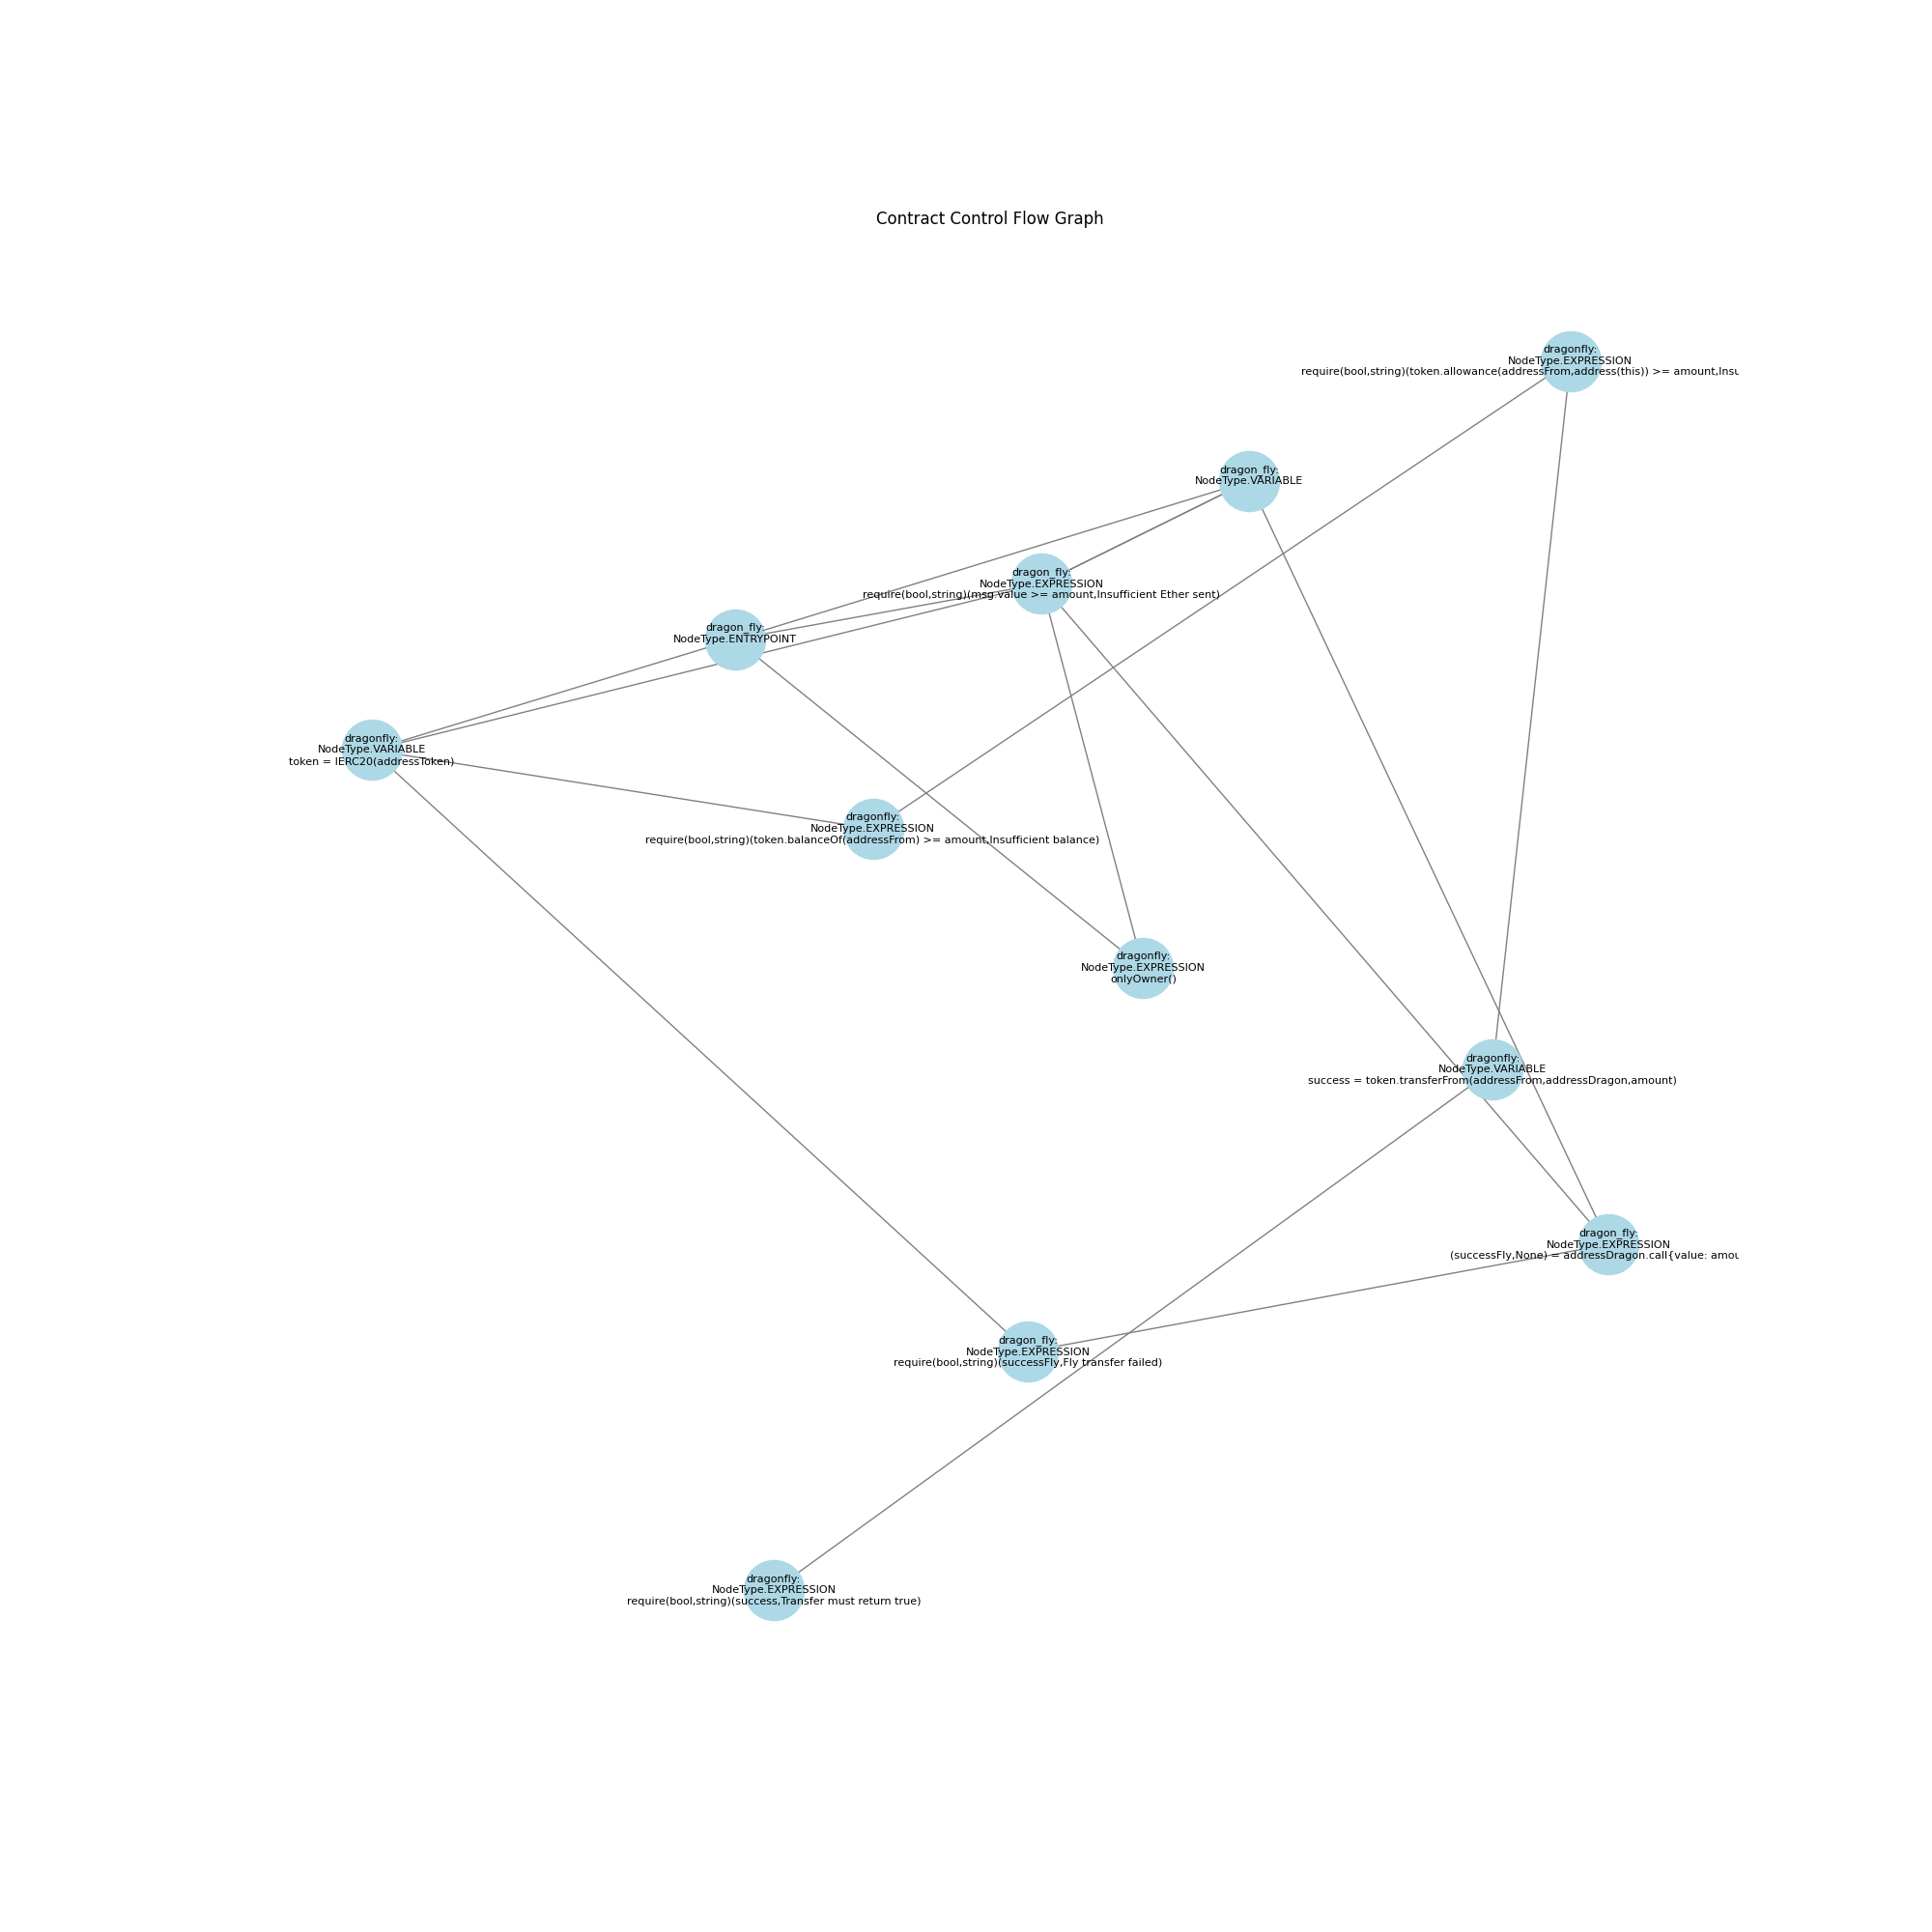 Contract Control Flow Graph
dragonfly:
NodeType.EXPRESSION
require(bool,string)(token.allowance(addressFrom,address(this)) >= amount,Insu
dragon_fly:
NodeType.VARIABLE
dragon_fly:
NodeType.EXPRESSION
require(bool,string)(msg.value >= amount,Insufficient Ether sent)
dragon_fly:
NodeType.ENTRYPOINT
dragonfly:
NodeType.VARIABLE
token = IERC20(addressToken)
dragonfly:
NodeType.EXPRESSION
require(bool,string)(token.balanceOf(addressFrom) >= amount,Insufficient balance)
dragonfly:
NodeType.EXPRESSION
onlyOwner()
dragonfly:
NodeType.VARIABLE
success = token.transferFrom(addressFrom,addressDragon,amount)
dragon_fly:
NodeType.EXPRESSION
(successFly,None) = addressDragon.call{value: amou
dragon_fly:
NodeType.EXPRESSION
require(bool,string)(successFly,Fly transfer failed)
dragonfly:
NodeType.EXPRESSION
require(bool,string)(success,Transfer must return true)